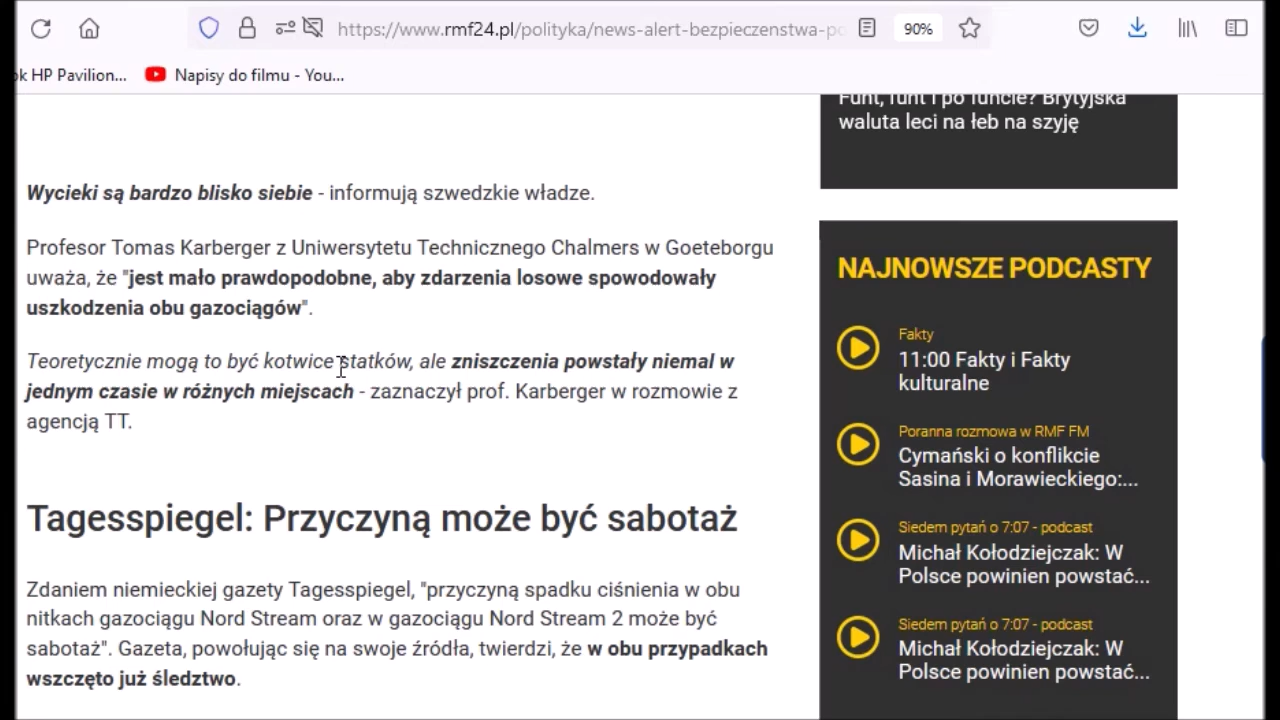 https://www.rmf24.pl/polityka/news-alert-bezpieczenstwa-po
90%
ok HP Pavilion...
Napisy do filmu - You...
Wycieki są bardzo blisko siebie - informują szwedzkie władze.
Profesor Tomas Karberger z Uniwersytetu Technicznego Chalmers w Goeteborgu
uważa, że "jest mało prawdopodobne, aby zdarzenia losowe spowodowały
uszkodzenia obu gazociągów".
Teoretycznie mogą to być kotwice statków, ale zniszczenia powstały niemal w
jednym czasie w różnych miejscach - zaznaczył prof. Karberger w rozmowie z
agencją TT.
Tagesspiegel: Przyczyną może być sabotaż
Zdaniem niemieckiej gazety Tagesspiegel, "przyczyną spadku ciśnienia w obu
nitkach gazociągu Nord Stream oraz w gazociągu Nord Stream 2 może być
sabotaż". Gazeta, powołując się na swoje źródła, twierdzi, że w obu przypadkach
wszczęto już śledztwo.
Funt, funt i po funcie? Brytyjska
waluta leci na łeb na szyję
NAJNOWSZE PODCASTY
Fakty
11:00 Fakty i Fakty
kulturalne
Poranna rozmowa w RMF FM
Cymański o konflikcie
Sasina i Morawieckiego:...
Siedem pytań o 7:07 - podcast
Michał Kołodziejczak: W
Polsce powinien powstać...
Siedem pytań o 7:07 - podcast
Michał Kołodziejczak: W
Polsce powinien powstać...